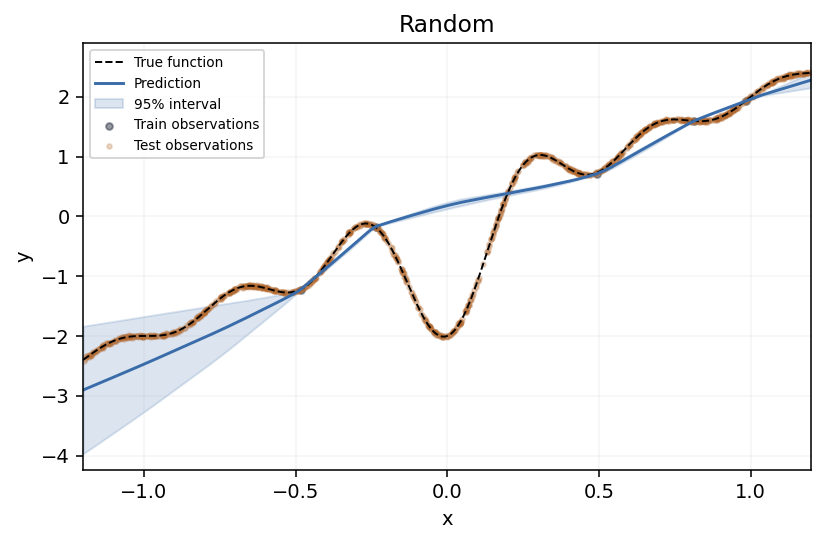 Random
True function
Prediction
95% interval
Train observations
Test observations
y
2
1
0
−1
−2
−3
−4
−1.0 −0.5 0.0 0.5 1.0
x